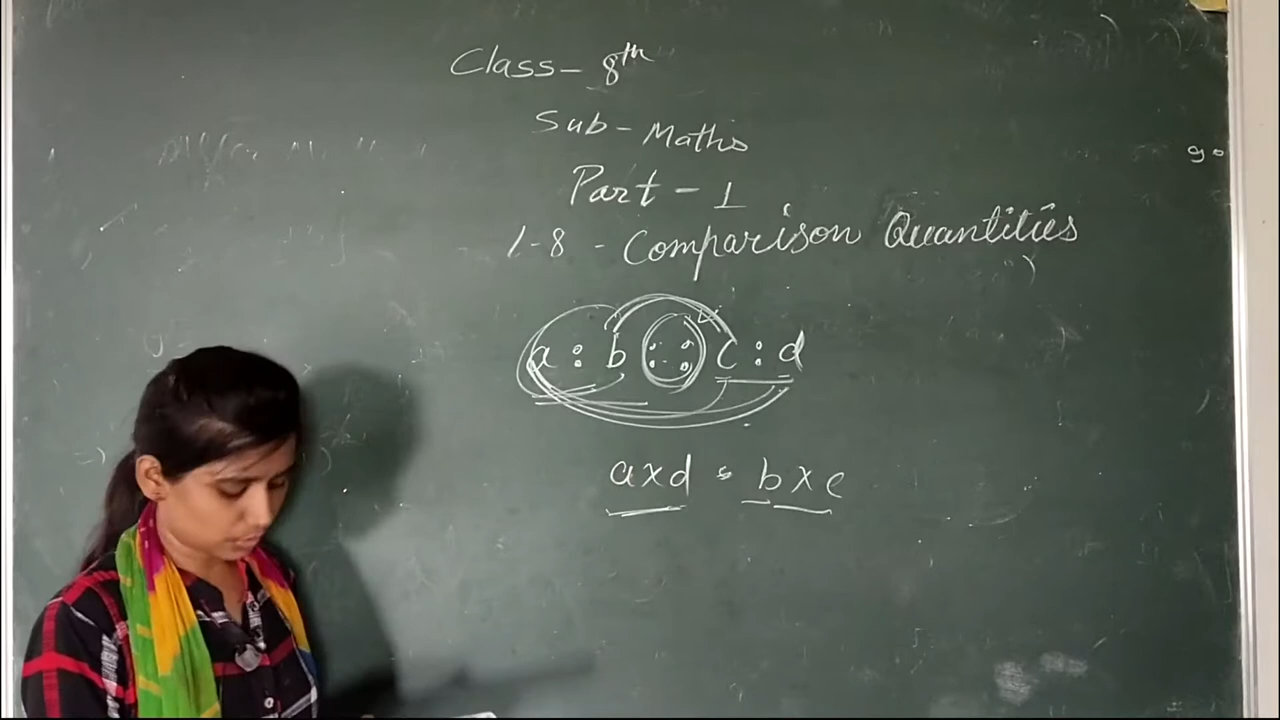 Class - 8th
Sub - Maths
Part - 1
1-8 - Comparison Quantities
a : b :: c : d
a x d = b x c